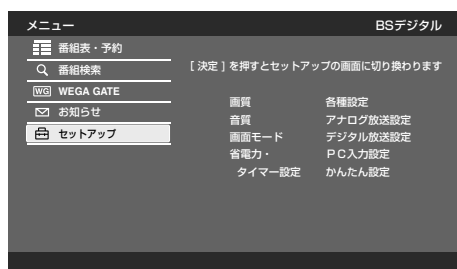 メニュー BSデジタル
番組表・予約
番組検索
WG WEGA GATE
お知らせ
セットアップ
[ 決定 ] を押すとセットアップの画面に切り換わります
画質 各種設定
音質 アナログ放送設定
画面モード デジタル放送設定
省電力・ PC入力設定
タイマー設定 かんたん設定